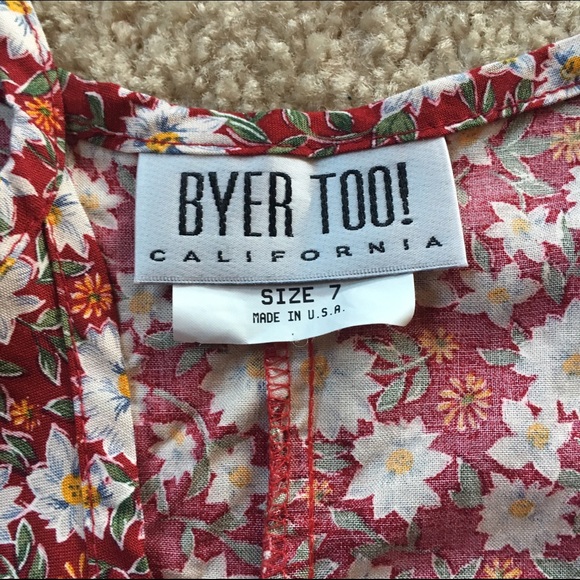 BYER TOO!
CALIFORNIA
SIZE 7
MADE IN U.S.A.